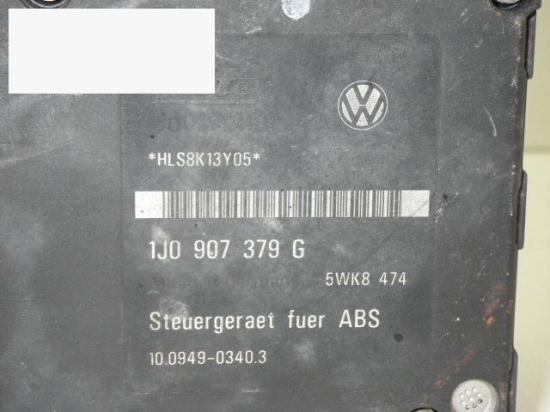 *HLS8K13Y05*
1J0 907 379 G
5WK8 474
Steuergeraet fuer ABS
10.0949-0340.3